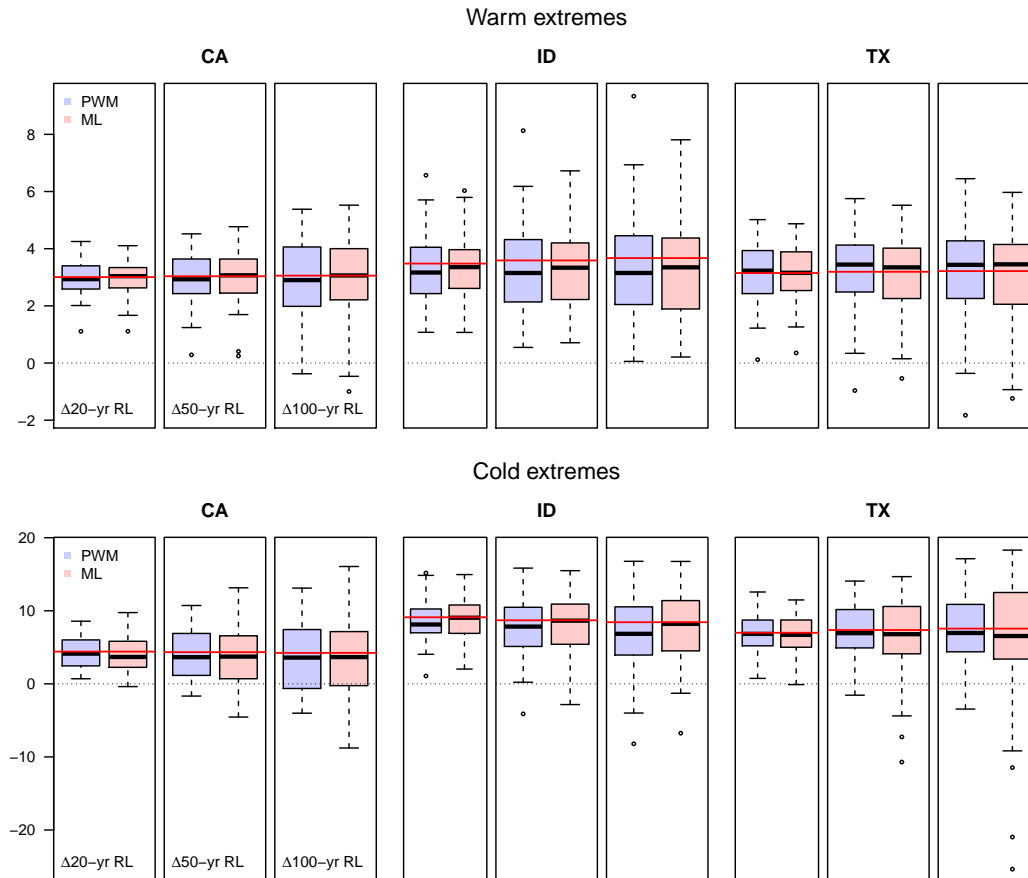 Warm extremes
CA ID TX
PWM
ML
8
6
4
2
0
−2
Δ20−yr RL Δ50−yr RL Δ100−yr RL
Cold extremes
CA ID TX
20
PWM
ML
10
0
−10
−20
Δ20−yr RL Δ50−yr RL Δ100−yr RL